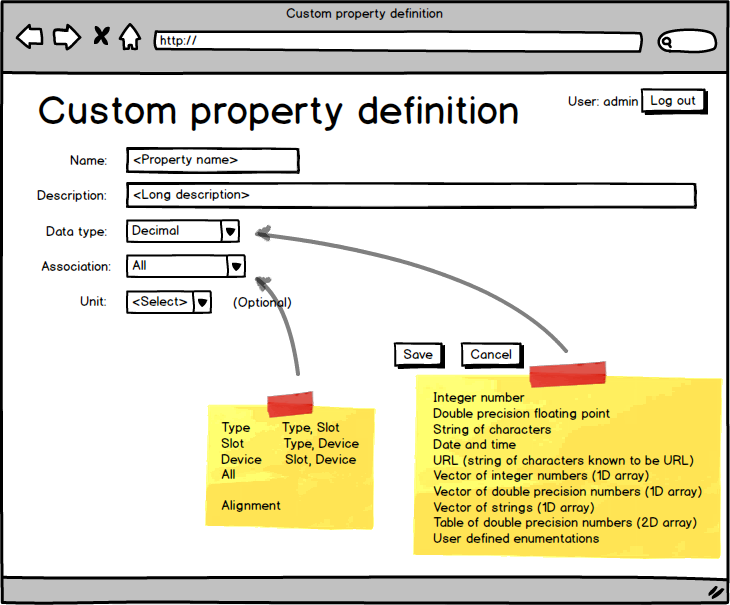 Custom property definition
http://
Custom property definition
User: admin Log out
Name: <Property name>
Description: <Long description>
Data type: Decimal
Association: All
Unit: <Select> (Optional)
Save Cancel
Type Type, Slot
Slot Type, Device
Device Slot, Device
All
Alignment
Integer number
Double precision floating point
String of characters
Date and time
URL (string of characters known to be URL)
Vector of integer numbers (1D array)
Vector of double precision numbers (1D array)
Vector of strings (1D array)
Table of double precision numbers (2D array)
User defined enumentations